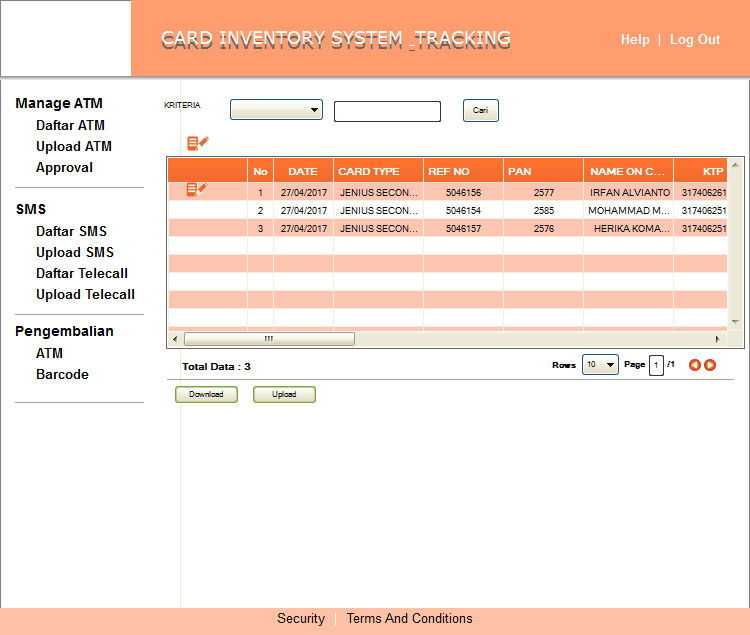 CARD INVENTORY SYSTEM _TRACKING
Help | Log Out
Manage ATM
Daftar ATM
Upload ATM
Approval
SMS
Daftar SMS
Upload SMS
Daftar Telecall
Upload Telecall
Pengembalian
ATM
Barcode
KRITERIA
Cari
No DATE CARD TYPE REF NO PAN NAME ON C... KTP
1 27/04/2017 JENIUS SECON... 5046156 2577 IRFAN ALVIANTO 317406261
2 27/04/2017 JENIUS SECON... 5046154 2585 MOHAMMAD M... 317406251
3 27/04/2017 JENIUS SECON... 5046157 2576 HERIKA KOMA... 317406251
Total Data : 3
Rows 10 Page 1 /1
Download Upload
Security | Terms And Conditions